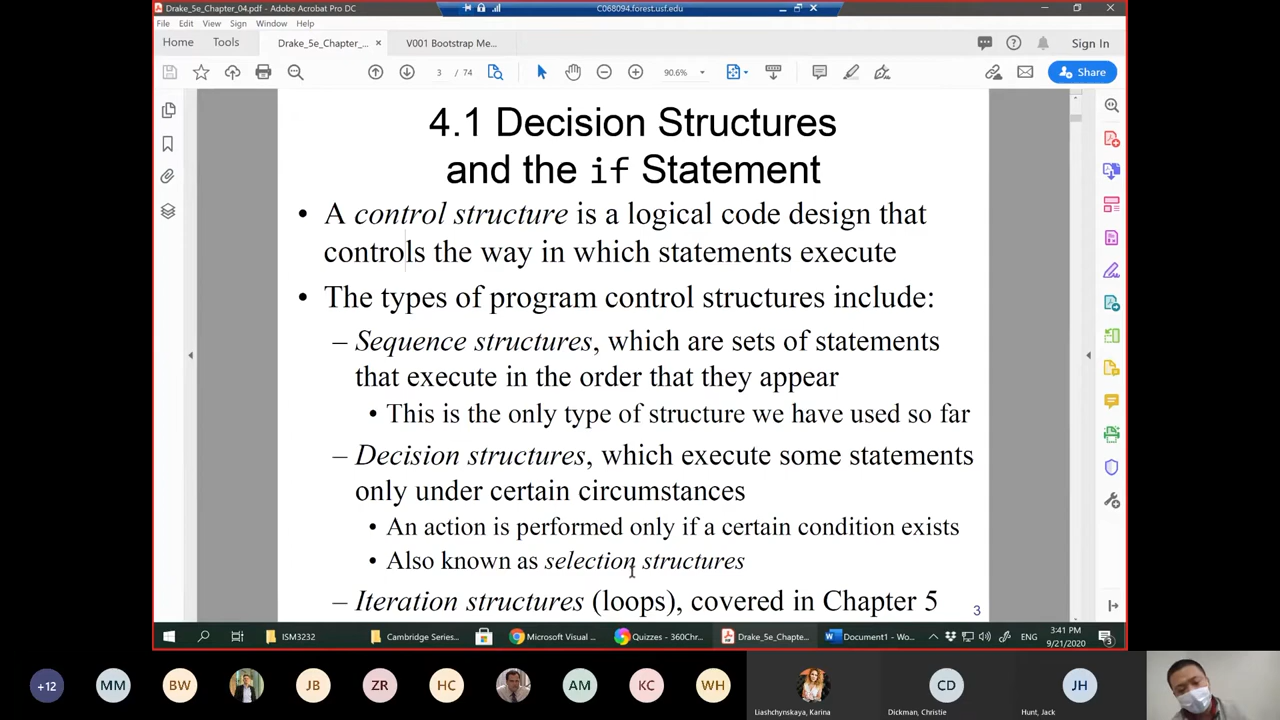 Drake_5e_Chapter_04.pdf - Adobe Acrobat Pro DC
C068094.forest.usf.edu
File Edit View Sign Window Help
Home Tools Drake_5e_Chapter_... × V001 Bootstrap Me... Sign In
3 / 74 90.6% Share
4.1 Decision Structures
and the if Statement
• A control structure is a logical code design that
controls the way in which statements execute
• The types of program control structures include:
– Sequence structures, which are sets of statements
that execute in the order that they appear
• This is the only type of structure we have used so far
– Decision structures, which execute some statements
only under certain circumstances
• An action is performed only if a certain condition exists
• Also known as selection structures
– Iteration structures (loops), covered in Chapter 5
3
ISM3232 Cambridge Series... Microsoft Visual ... Quizzes - 360Chr... Drake_5e_Chapte... Document1 - Wo... ENG 3:41 PM
9/21/2020
+12 MM BW JB ZR HC AM KC WH CD JH
Liashchynskaya, Karina Dickman, Christie Hunt, Jack